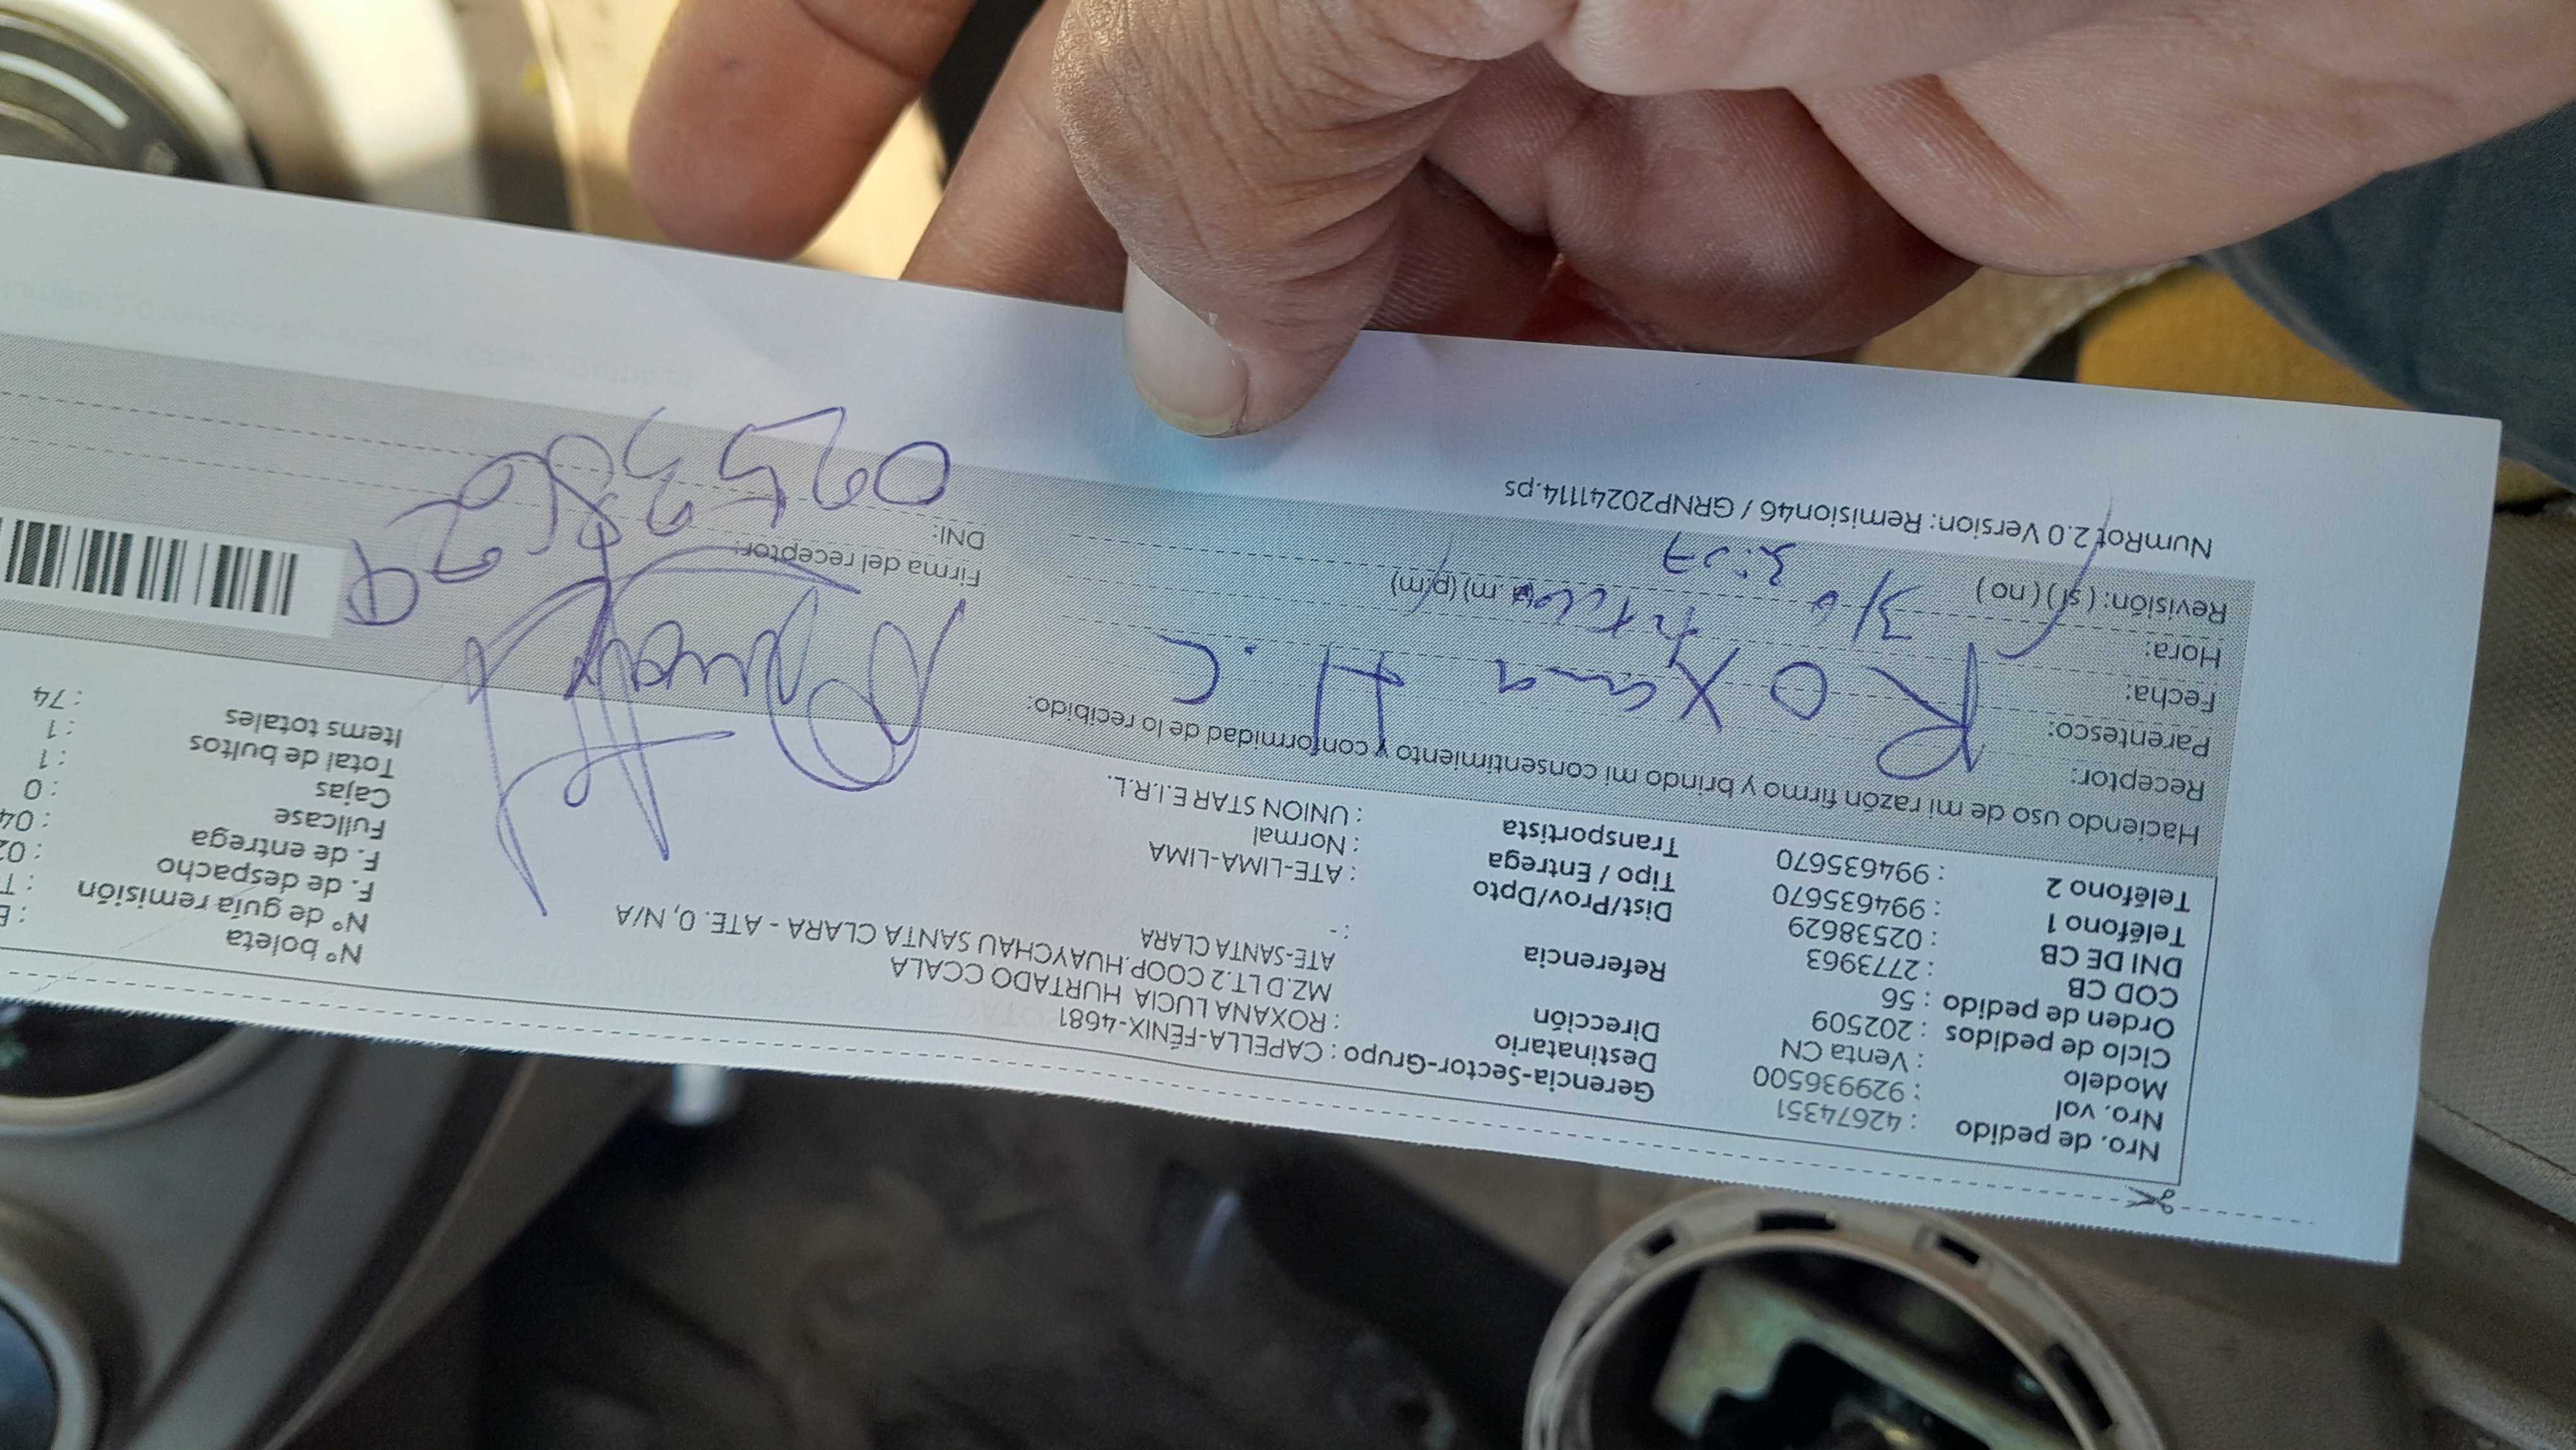 Nro. de pedido : 42674351
Nro. vol : 929936500
Modelo : Venta CN
Ciclo de pedidos : 202509
Orden de pedido : 56
COD CB : 2773963
DNI DE CB : 02538629
Teléfono 1 : 994635670
Teléfono 2 : 994635670
Gerencia-Sector-Grupo : CAPELLA-FÉNIX-4681
Destinatario : ROXANA LUCIA HURTADO CCALA
Dirección MZ.D LT.2 COOP.HUAYCHAU SANTA CLARA - ATE. 0, N/A
ATE-SANTA CLARA
Referencia : -
Dist/Prov/Dpto : ATE-LIMA-LIMA
Tipo / Entrega : Normal
Transportista : UNION STAR E.I.R.L.
N° boleta
N° de guía remisión
F. de despacho
F. de entrega
Fullcase : 0
Cajas : 1
Total de bultos : 1
Items totales : 74
Haciendo uso de mi razón firmo y brindo mi consentimiento y conformidad de lo recibido:
Receptor: Roxana H.C
Parentesco:
Fecha:
Hora: (a.m) (p.m)
Revisión: (sí) (no)
Firma del receptor:
DNI:
NumRot 2.0 Version: Remision46 / GRNP20241114.ps